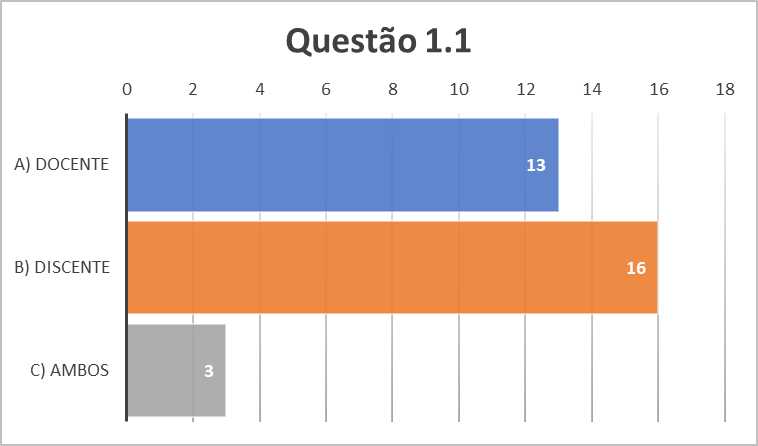 Questão 1.1
0 2 4 6 8 10 12 14 16 18
A) DOCENTE 13
B) DISCENTE 16
C) AMBOS 3